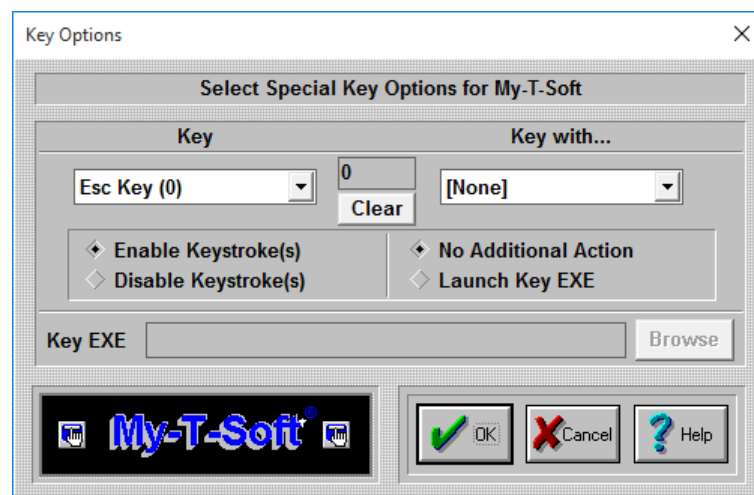 Key Options
Select Special Key Options for My-T-Soft
Key
Key with...
Esc Key (0)
0
[None]
Clear
Enable Keystroke(s)
No Additional Action
Disable Keystroke(s)
Launch Key EXE
Key EXE
Browse
My-T-Soft®
OK
Cancel
Help